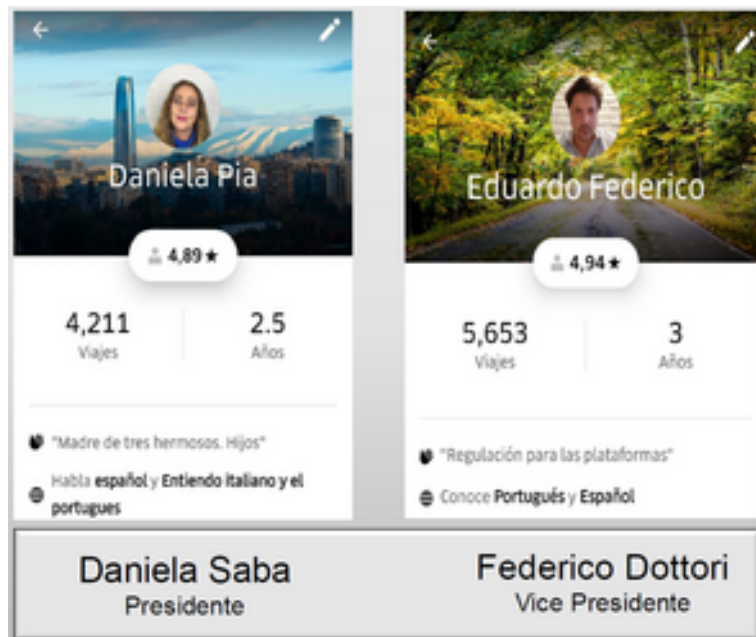 Daniela Pia
4,89 ★
4,211
Viajes
2.5
Años
"Madre de tres hermosos. Hijos"
Habla español y Entiendo italiano y el
portugues
Eduardo Federico
4,94 ★
5,653
Viajes
3
Años
"Regulación para las plataformas"
Conoce Portugués y Español
Daniela Saba
Presidente
Federico Dottori
Vice Presidente